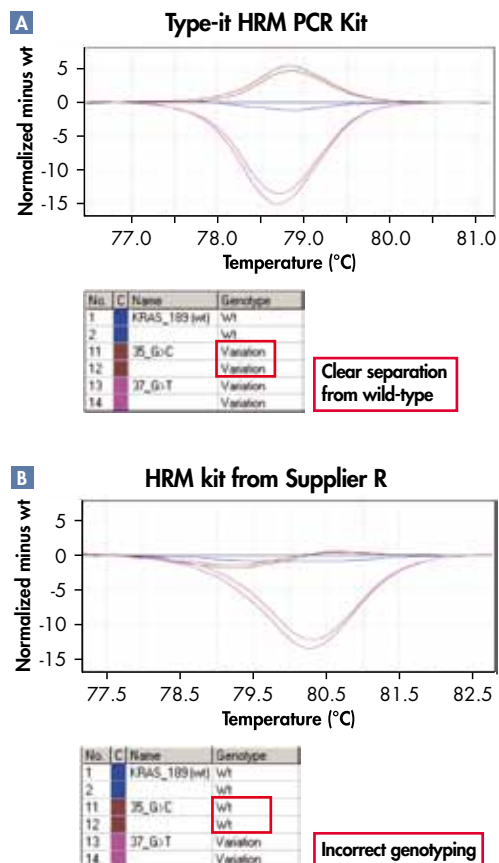 A
Type-it HRM PCR Kit
Normalized minus wt
5
0
-5
-10
-15
77.0 78.0 79.0 80.0 81.0
Temperature (°C)
No. C Name Genotype
1 KRAS_189 (wt) Wt
2 Wt
11 35_G>C Variation
12 Variation
13 37_G>T Variation
14 Variation
Clear separation
from wild-type
B
HRM kit from Supplier R
Normalized minus wt
5
0
-5
-10
-15
77.5 78.5 79.5 80.5 81.5 82.5
Temperature (°C)
No. C Name Genotype
1 KRAS_189 (wt) Wt
2 Wt
11 35_G>C Wt
12 Wt
13 37_G>T Variation
14 Variation
Incorrect genotyping